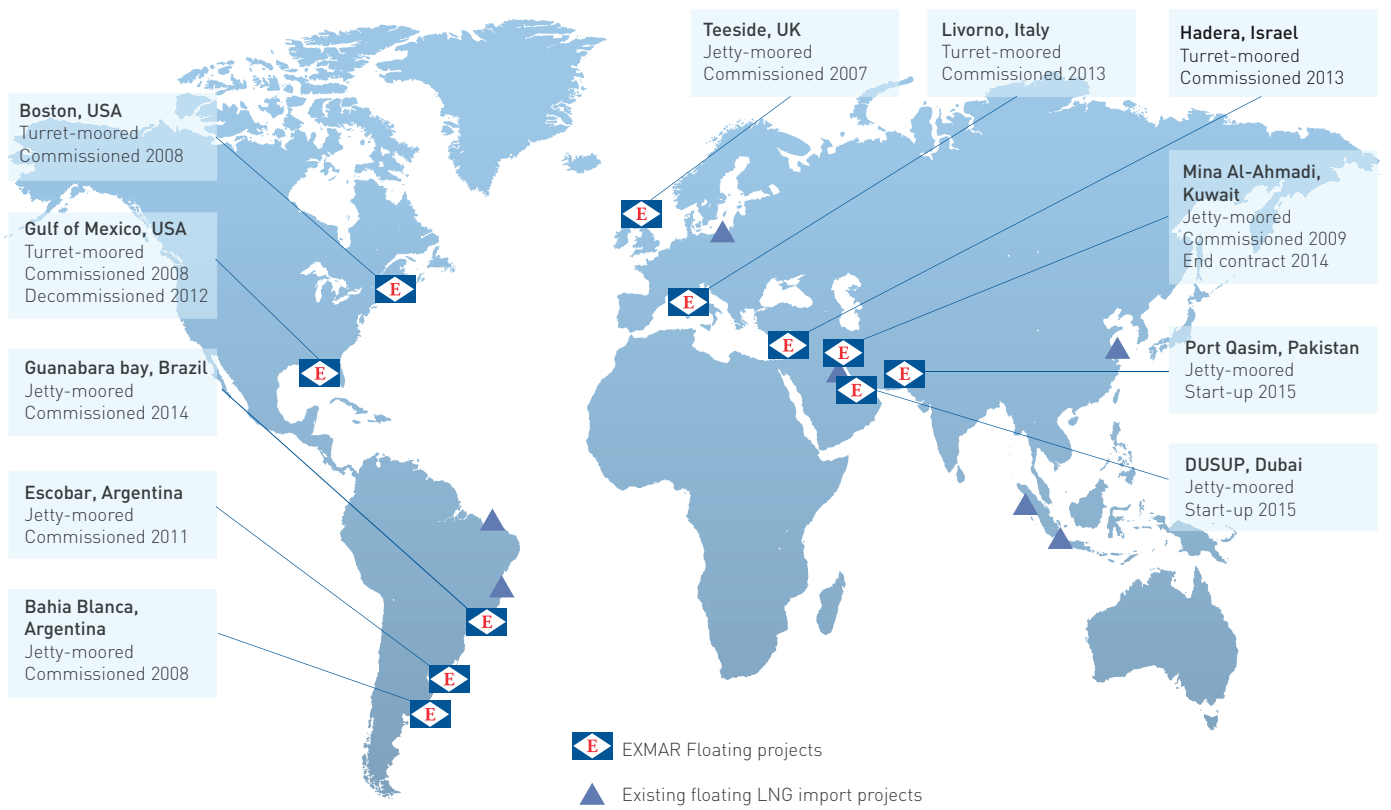 Teeside, UK
Jetty-moored
Commissioned 2007
Livorno, Italy
Turret-moored
Commissioned 2013
Hadera, Israel
Turret-moored
Commissioned 2013
Boston, USA
Turret-moored
Commissioned 2008
Mina Al-Ahmadi,
Kuwait
Jetty-moored
Commissioned 2009
End contract 2014
Gulf of Mexico, USA
Turret-moored
Commissioned 2008
Decommissioned 2012
Port Qasim, Pakistan
Jetty-moored
Start-up 2015
Guanabara bay, Brazil
Jetty-moored
Commissioned 2014
DUSUP, Dubai
Jetty-moored
Start-up 2015
Escobar, Argentina
Jetty-moored
Commissioned 2011
Bahia Blanca,
Argentina
Jetty-moored
Commissioned 2008
E
E
E
E
E
E
E
E
E
E
E
E
E EXMAR Floating projects
Existing floating LNG import projects